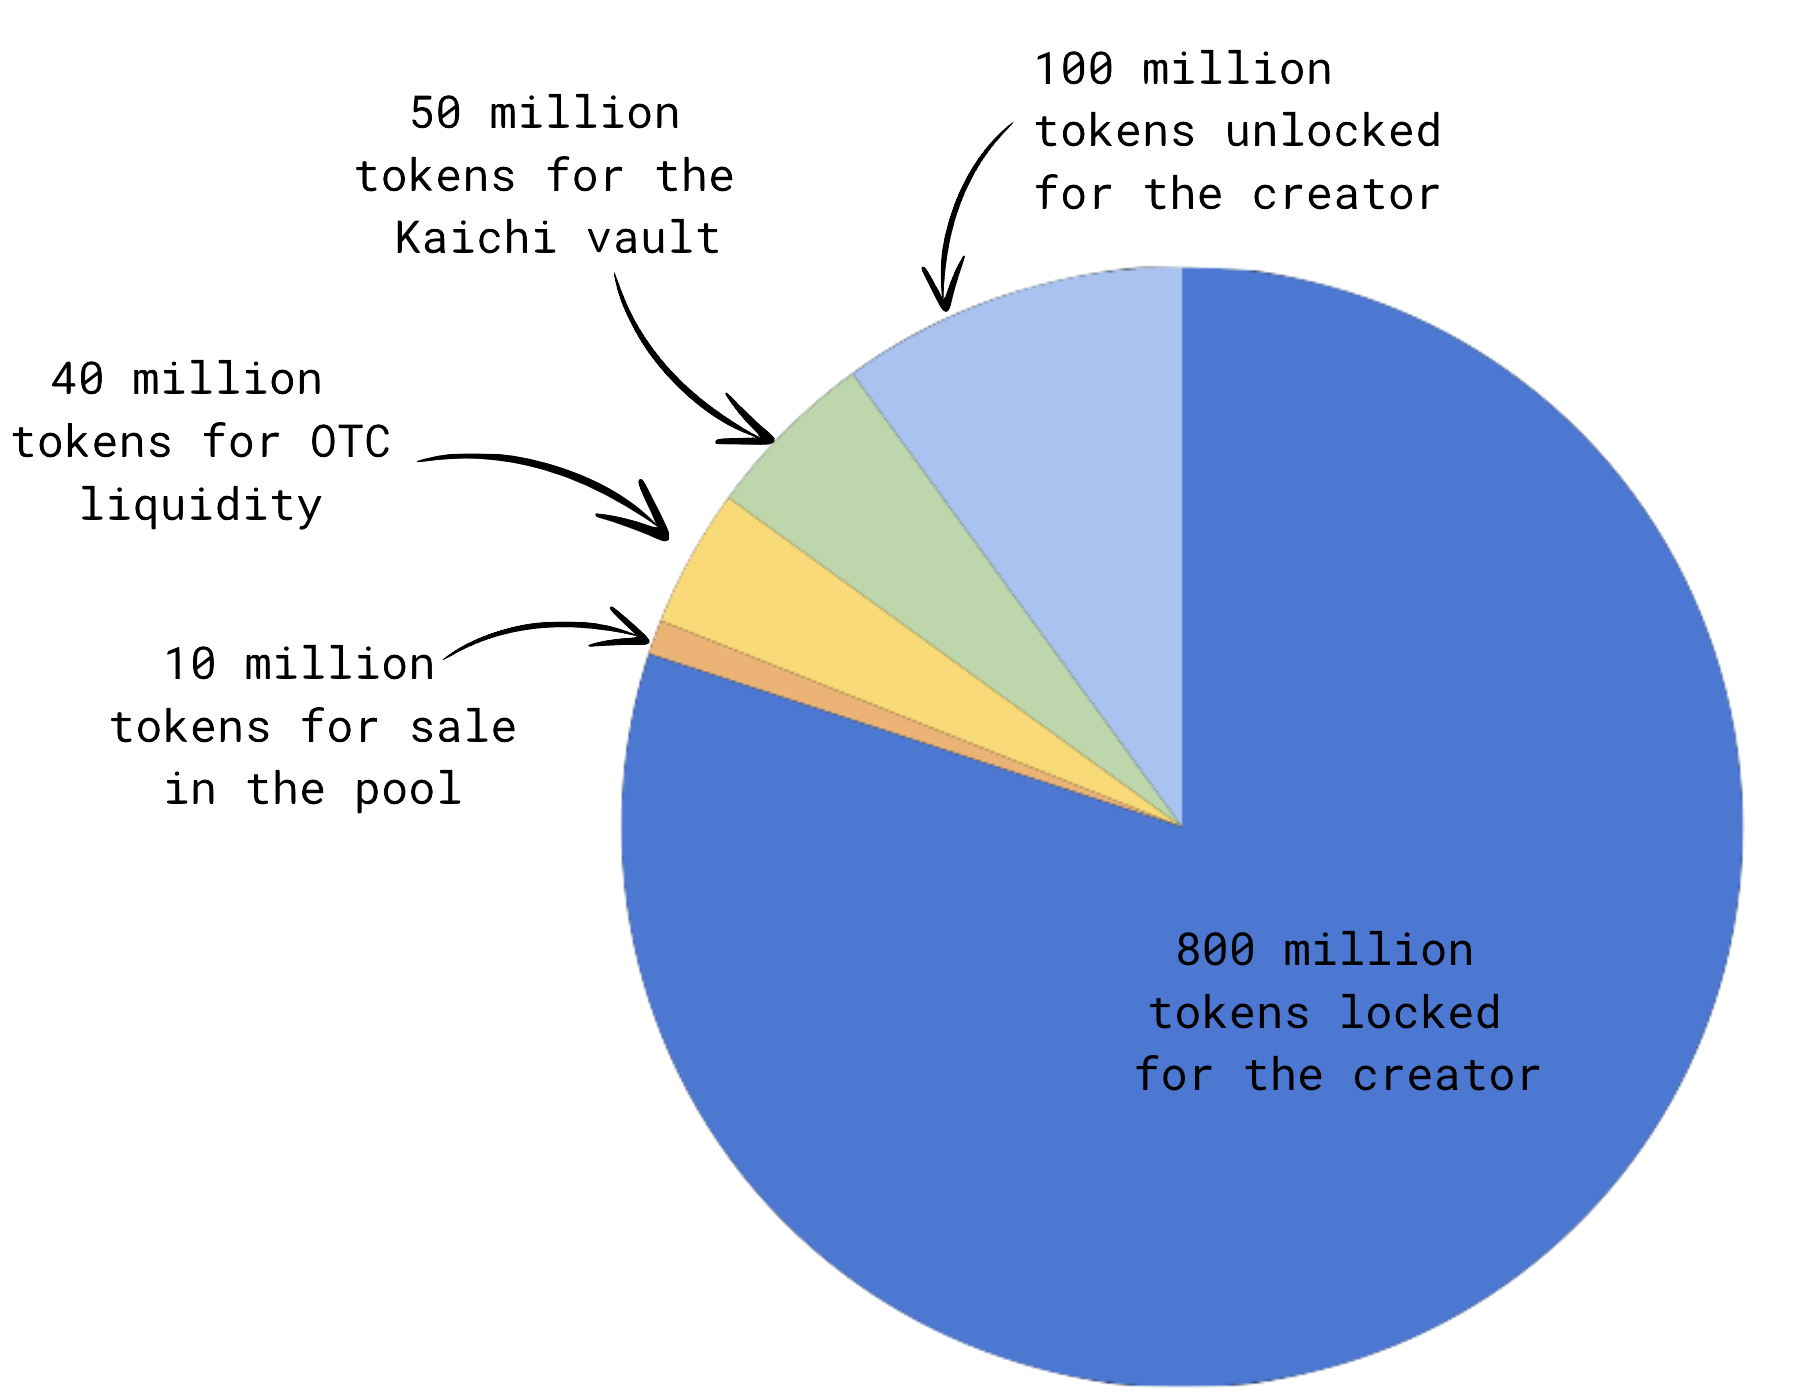 100 million
tokens unlocked
for the creator
50 million
tokens for the
Kaichi vault
40 million
tokens for OTC
liquidity
10 million
tokens for sale
in the pool
800 million
tokens locked
for the creator